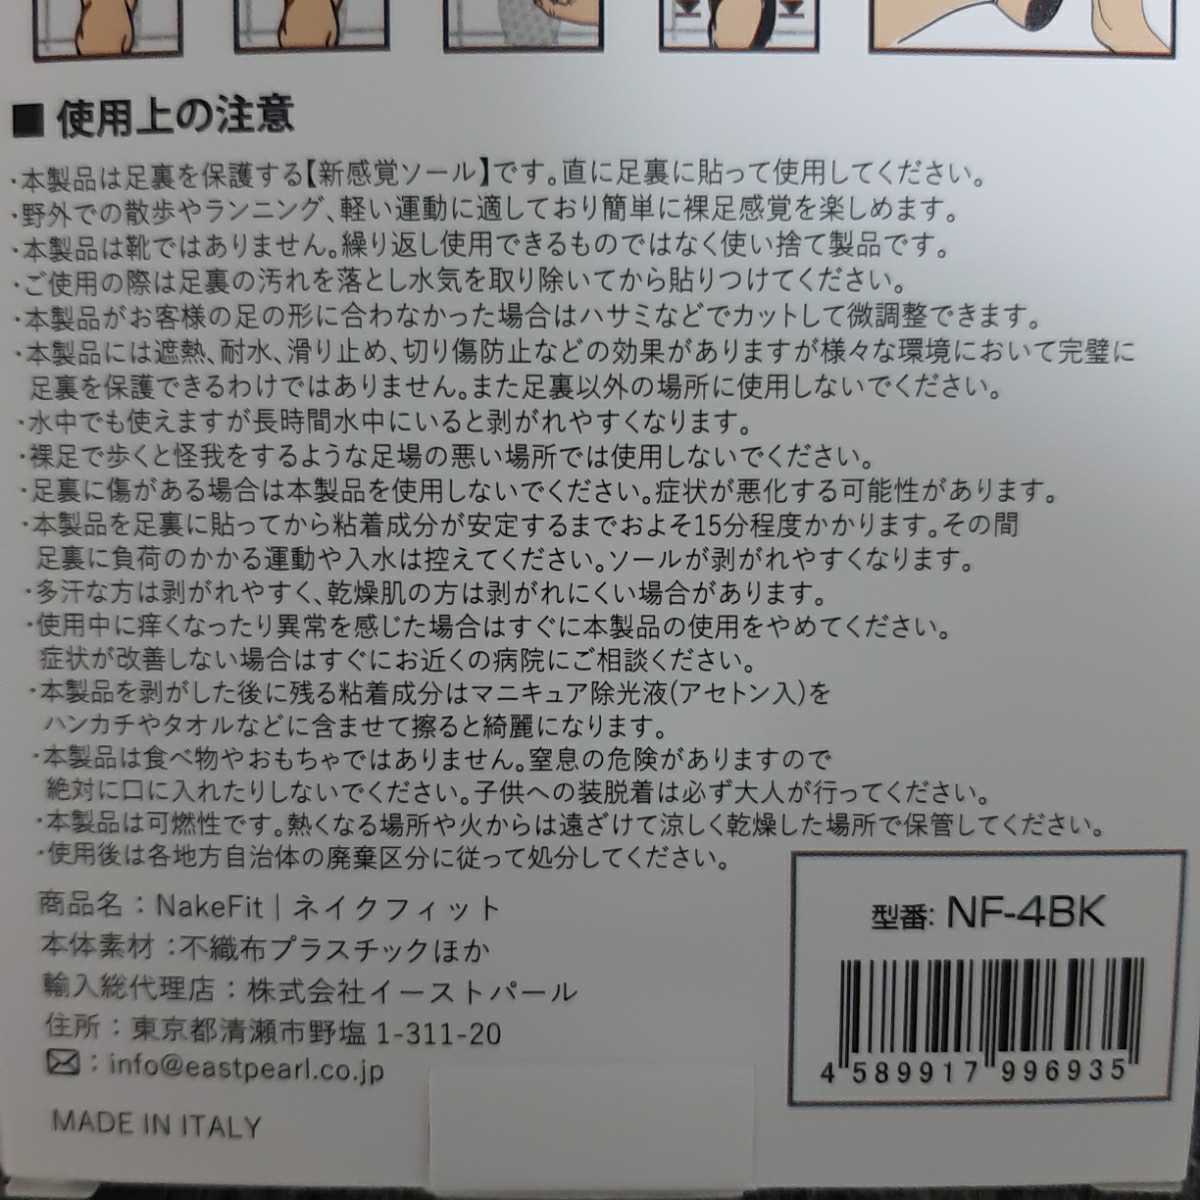 ■ 使用上の注意
・本製品は足裏を保護する【新感覚ソール】です。直に足裏に貼って使用してください。
・野外での散歩やランニング、軽い運動に適しており簡単に裸足感覚を楽しめます。
・本製品は靴ではありません。繰り返し使用できるものではなく使い捨て製品です。
・ご使用の際は足裏の汚れを落とし水気を取り除いてから貼りつけてください。
・本製品がお客様の足の形に合わなかった場合はハサミなどでカットして微調整できます。
・本製品には遮熱、耐水、滑り止め、切り傷防止などの効果がありますが様々な環境において完璧に
足裏を保護できるわけではありません。また足裏以外の場所に使用しないでください。
・水中でも使えますが長時間水中にいると剥がれやすくなります。
・裸足で歩くと怪我をするような足場の悪い場所では使用しないでください。
・足裏に傷がある場合は本製品を使用しないでください。症状が悪化する可能性があります。
・本製品を足裏に貼ってから粘着成分が安定するまでおよそ15分程度かかります。その間
足裏に負荷のかかる運動や入水は控えてください。ソールが剥がれやすくなります。
・多汗な方は剥がれやすく、乾燥肌の方は剥がれにくい場合があります。
・使用中に痒くなったり異常を感じた場合はすぐに本製品の使用をやめてください。
症状が改善しない場合はすぐにお近くの病院にご相談ください。
・本製品を剥がした後に残る粘着成分はマニキュア除光液(アセトン入)を
ハンカチやタオルなどに含ませて擦ると綺麗になります。
・本製品は食べ物やおもちゃではありません。窒息の危険がありますので
絶対に口に入れたりしないでください。子供への装脱着は必ず大人が行ってください。
・本製品は可燃性です。熱くなる場所や火からは遠ざけて涼しく乾燥した場所で保管してください。
・使用後は各地方自治体の廃棄区分に従って処分してください。
商品名：NakeFit｜ネイクフィット
本体素材：不織布プラスチックほか
輸入総代理店：株式会社イーストパール
住所：東京都清瀬市野塩 1-311-20
✉：info@eastpearl.co.jp
MADE IN ITALY
型番: NF-4BK
4 589917 996935